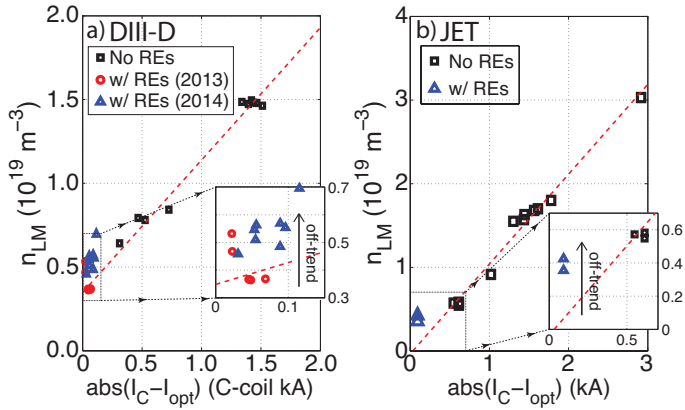 a) DIII-D
No REs
w/ REs (2013)
w/ REs (2014)
n_LM (10^19 m^-3)
2.0
1.5
1.0
0.5
0.0
0 0.5 1.0 1.5 2.0
abs(I_C−I_opt) (C-coil kA)
off-trend
0.7
0.5
0.3
0 0.1
b) JET
No REs
w/ REs
n_LM (10^19 m^-3)
4
3
2
1
0
0 1 2 3
abs(I_C−I_opt) (kA)
off-trend
0.6
0.4
0.2
0
0 0.5